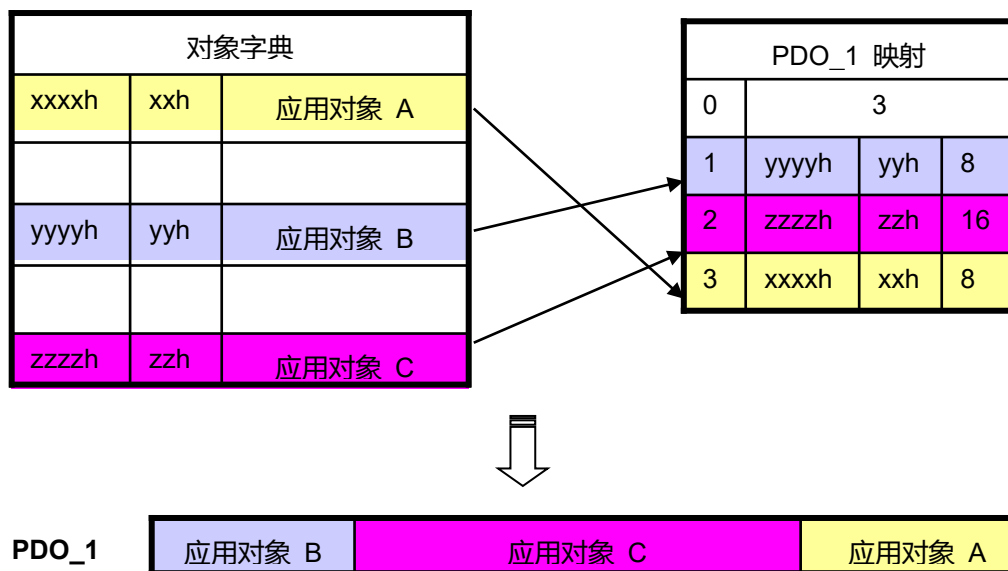 对象字典
xxxxh xxh 应用对象 A
yyyyh yyh 应用对象 B
zzzzh zzh 应用对象 C
PDO_1 映射
0 3
1 yyyyh yyh 8
2 zzzzh zzh 16
3 xxxxh xxh 8
PDO_1 应用对象 B 应用对象 C 应用对象 A